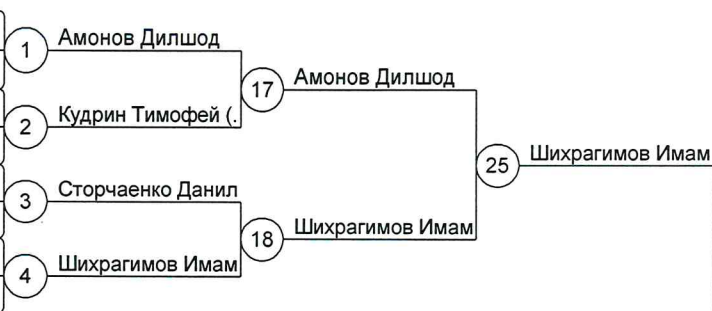 1
Амонов Дилшод
17
Амонов Дилшод
2
Кудрин Тимофей (.
25
Шихрагимов Имам
3
Сторчаенко Данил
18
Шихрагимов Имам
4
Шихрагимов Имам